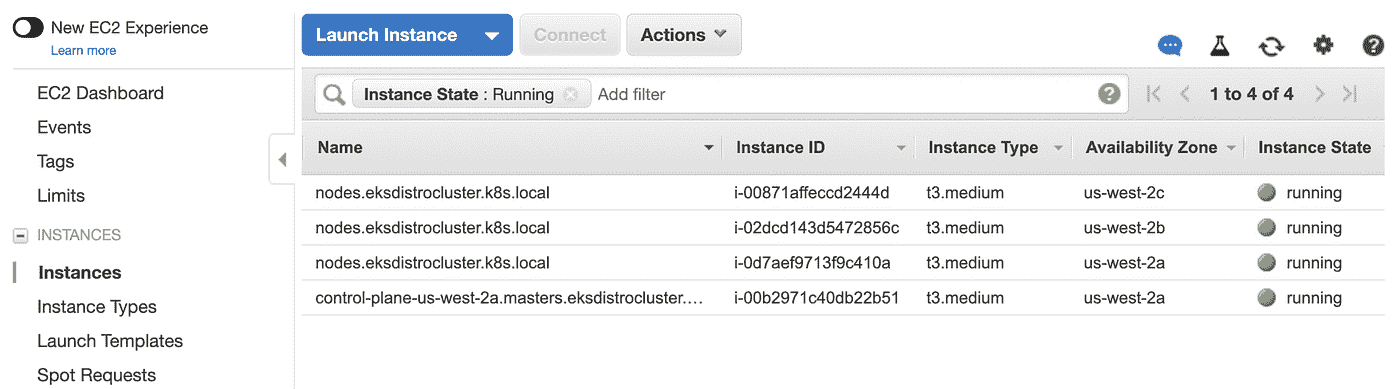 New EC2 Experience
Learn more
EC2 Dashboard
Events
Tags
Limits
INSTANCES
Instances
Instance Types
Launch Templates
Spot Requests
Launch Instance Connect Actions
Instance State : Running Add filter 1 to 4 of 4
Name Instance ID Instance Type Availability Zone Instance State
nodes.eksdistrocluster.k8s.local i-00871affeccd2444d t3.medium us-west-2c running
nodes.eksdistrocluster.k8s.local i-02dcd143d5472856c t3.medium us-west-2b running
nodes.eksdistrocluster.k8s.local i-0d7aef9713f9c410a t3.medium us-west-2a running
control-plane-us-west-2a.masters.eksdistrocluster.... i-00b2971c40db22b51 t3.medium us-west-2a running